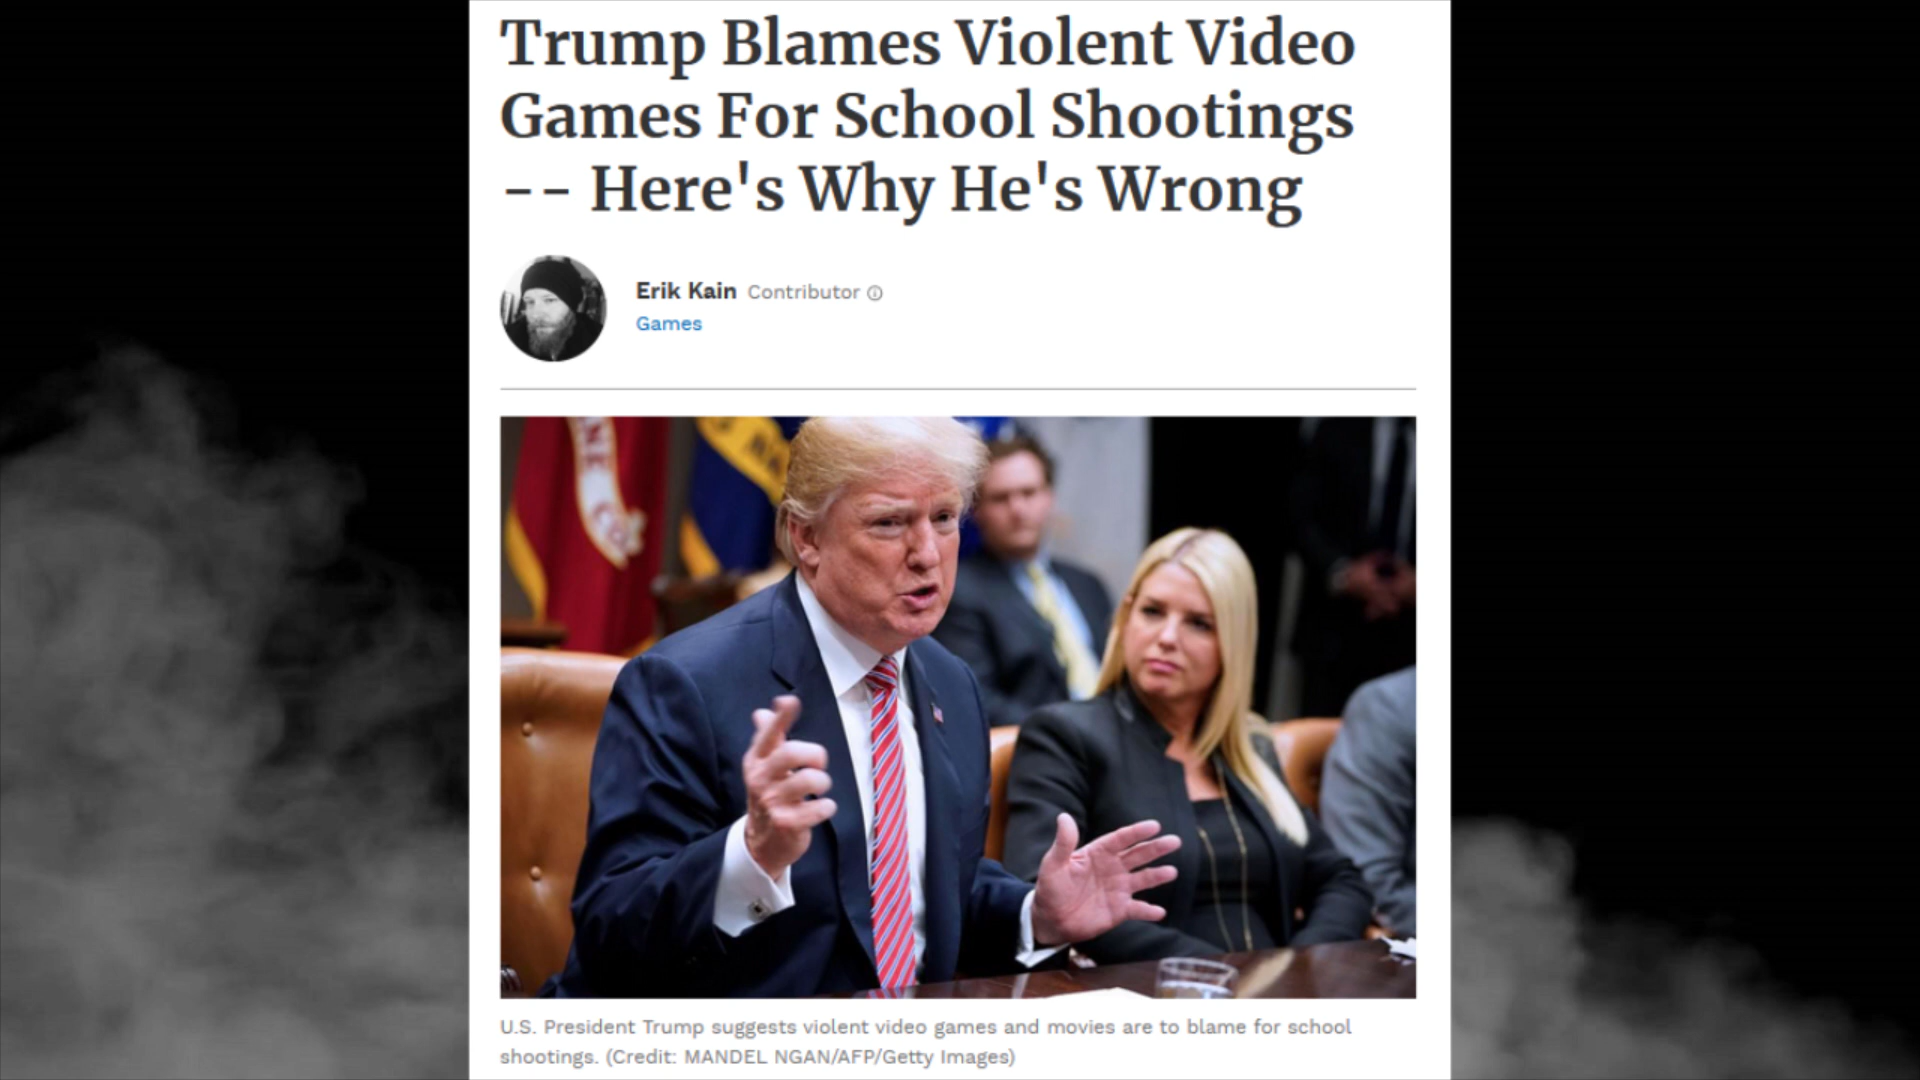 Trump Blames Violent Video
Games For School Shootings
-- Here's Why He's Wrong
Erik Kain Contributor
Games
U.S. President Trump suggests violent video games and movies are to blame for school
shootings. (Credit: MANDEL NGAN/AFP/Getty Images)